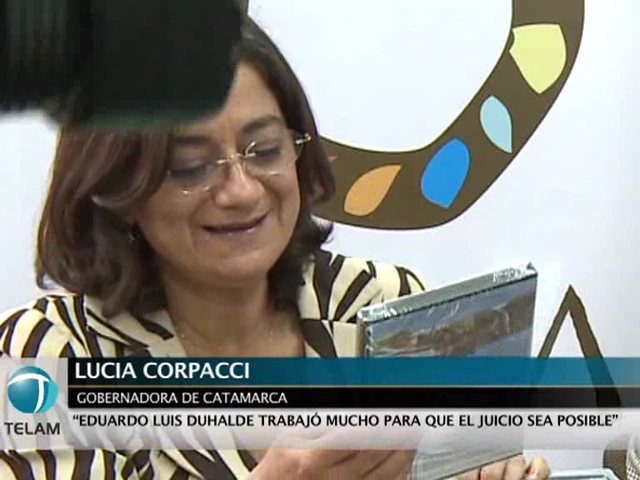 LUCIA CORPACCI
GOBERNADORA DE CATAMARCA
TELAM
“EDUARDO LUIS DUHALDE TRABAJÓ MUCHO PARA QUE EL JUICIO SEA POSIBLE”